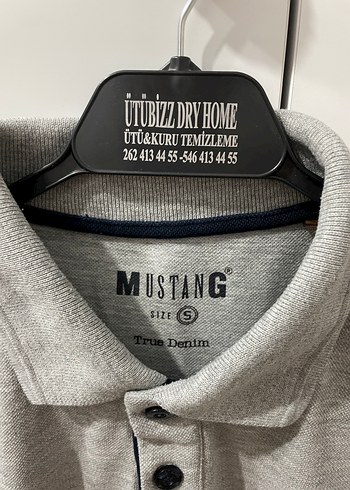 ÜTÜBİZZ DRY HOME
ÜTÜ&KURU TEMİZLEME
262 413 44 55 -546 413 44 55
MUSTANG®
SIZE S
True Denim